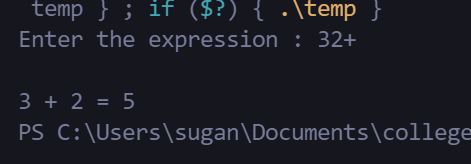 temp } ; if ($?) { .\temp }
Enter the expression : 32+

3 + 2 = 5
PS C:\Users\sugan\Documents\college